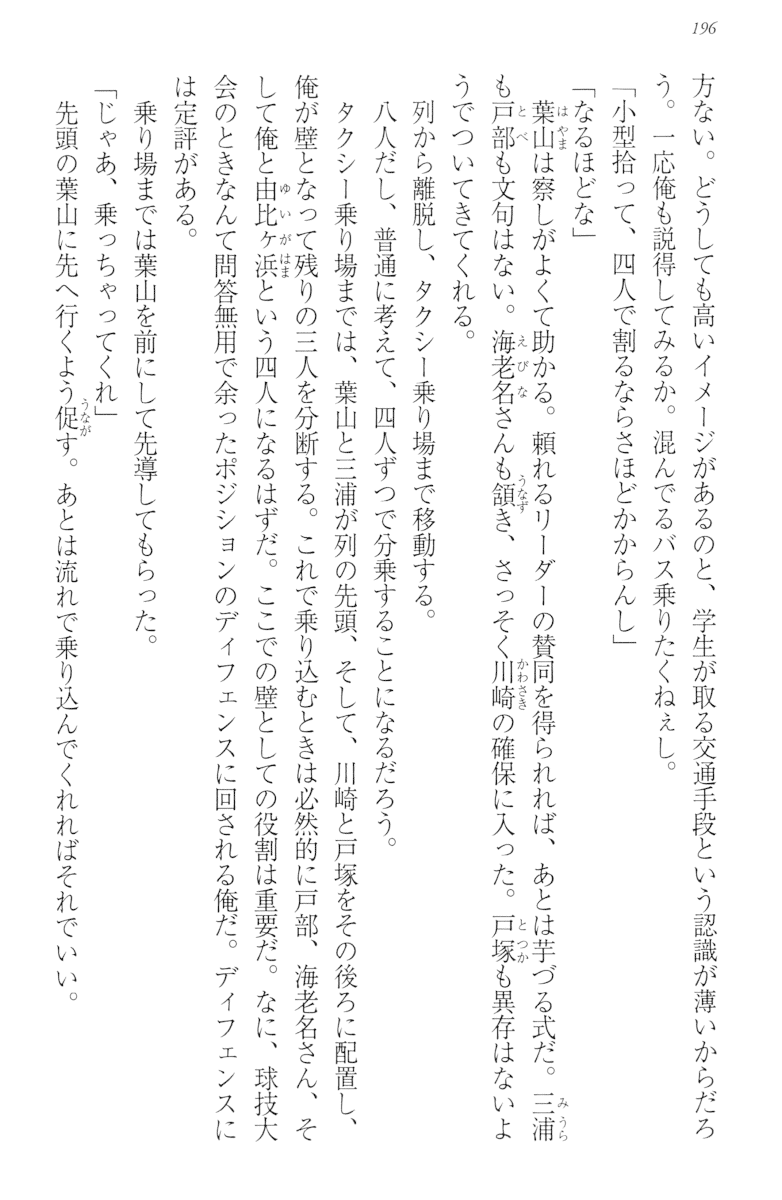 196
方ない。どうしても高いイメージがあるのと、学生が取る交通手段という認識が薄いからだろ
う。一応俺も説得してみるか。混んでるバス乗りたくねぇし。
「小型拾って、四人で割るならさほどかからんし」
「なるほどな」
葉山は察しがよくて助かる。頼れるリーダーの賛同を得られれば、あとは芋づる式だ。三浦
も戸部も文句はない。海老名さんも頷き、さっそく川崎の確保に入った。戸塚も異存はないよ
うでついてきてくれる。
列から離脱し、タクシー乗り場まで移動する。
八人だし、普通に考えて、四人ずつで分乗することになるだろう。
タクシー乗り場までは、葉山と三浦が列の先頭、そして、川崎と戸塚をその後ろに配置し、
俺が壁となって残りの三人を分断する。これで乗り込むときは必然的に戸部、海老名さん、そ
して俺と由比ヶ浜という四人になるはずだ。ここでの壁としての役割は重要だ。なに、球技大
会のときなんて問答無用で余ったポジションのディフェンスに回される俺だ。ディフェンスに
は定評がある。
乗り場までは葉山を前にして先導してもらった。
「じゃあ、乗っちゃってくれ」
先頭の葉山に先へ行くよう促す。あとは流れで乗り込んでくれればそれでいい。